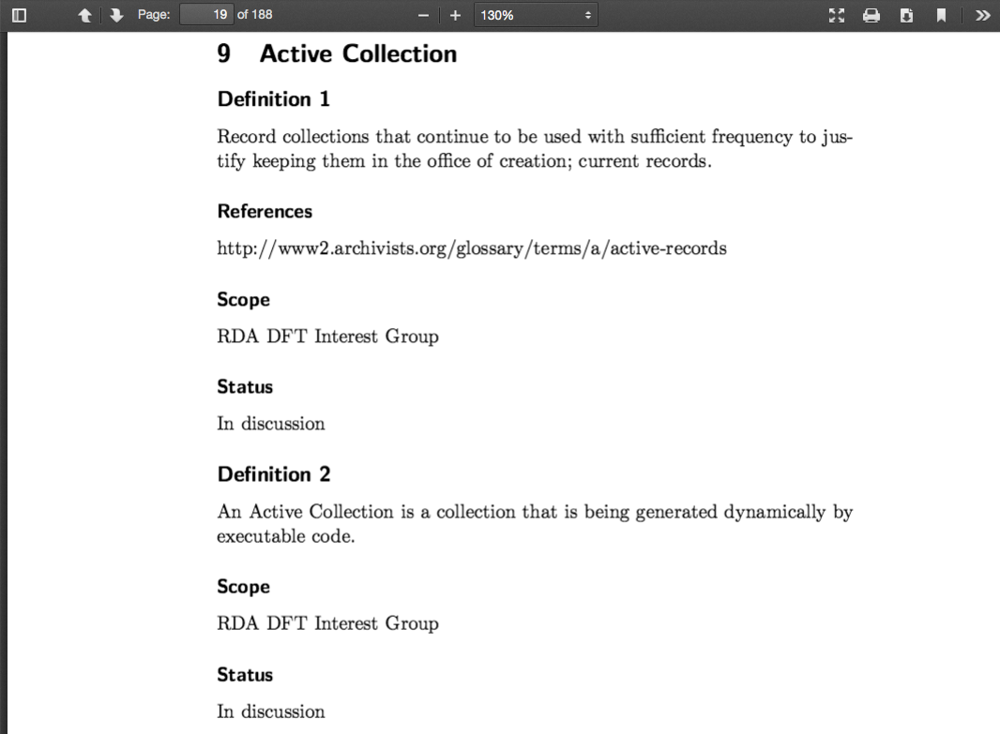 Page: 19 of 188 130%
9 Active Collection
Definition 1
Record collections that continue to be used with sufficient frequency to jus-
tify keeping them in the office of creation; current records.
References
http://www2.archivists.org/glossary/terms/a/active-records
Scope
RDA DFT Interest Group
Status
In discussion
Definition 2
An Active Collection is a collection that is being generated dynamically by
executable code.
Scope
RDA DFT Interest Group
Status
In discussion